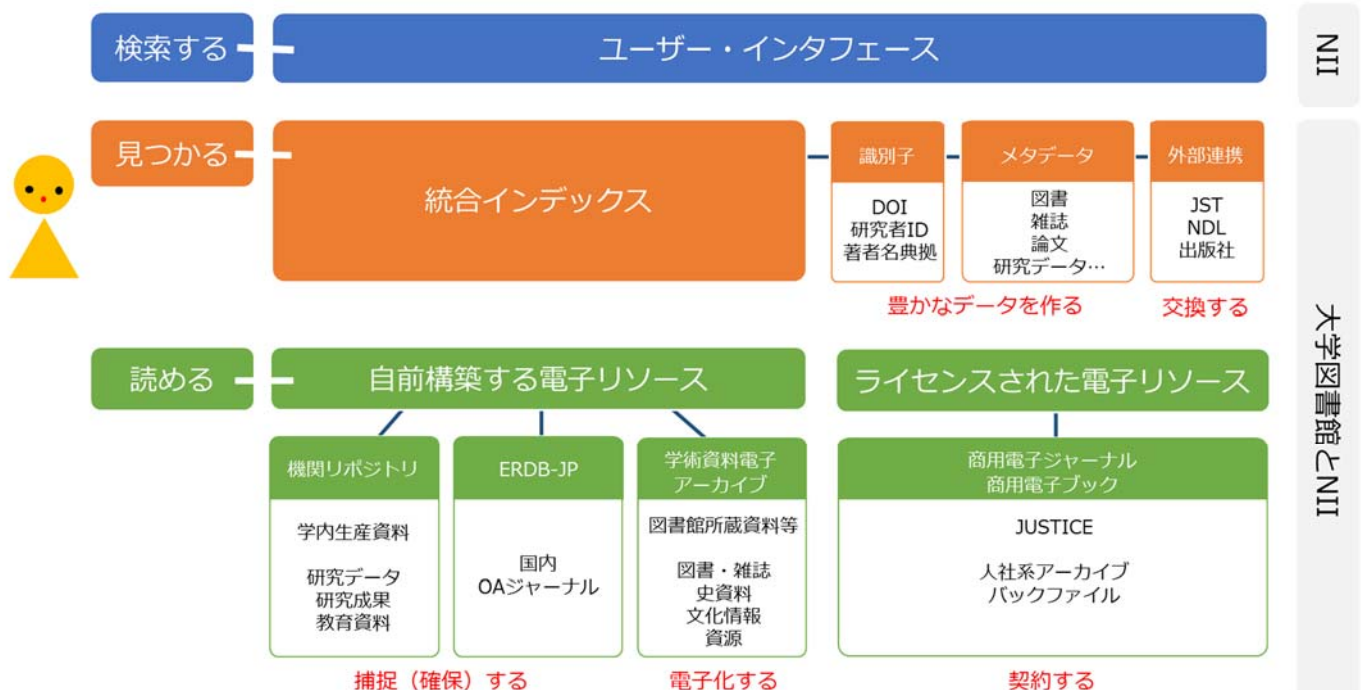 検索する
ユーザー・インタフェース
NII
見つかる
統合インデックス
識別子
DOI
研究者ID
著者名典拠
メタデータ
図書
雑誌
論文
研究データ…
外部連携
JST
NDL
出版社
豊かなデータを作る
交換する
大学図書館とNII
読める
自前構築する電子リソース
ライセンスされた電子リソース
機関リポジトリ
学内生産資料
研究データ
研究成果
教育資料
ERDB-JP
国内
OAジャーナル
学術資料電子
アーカイブ
図書館所蔵資料等
図書・雑誌
史資料
文化情報
資源
商用電子ジャーナル
商用電子ブック
JUSTICE
人社系アーカイブ
バックファイル
捕捉（確保）する
電子化する
契約する